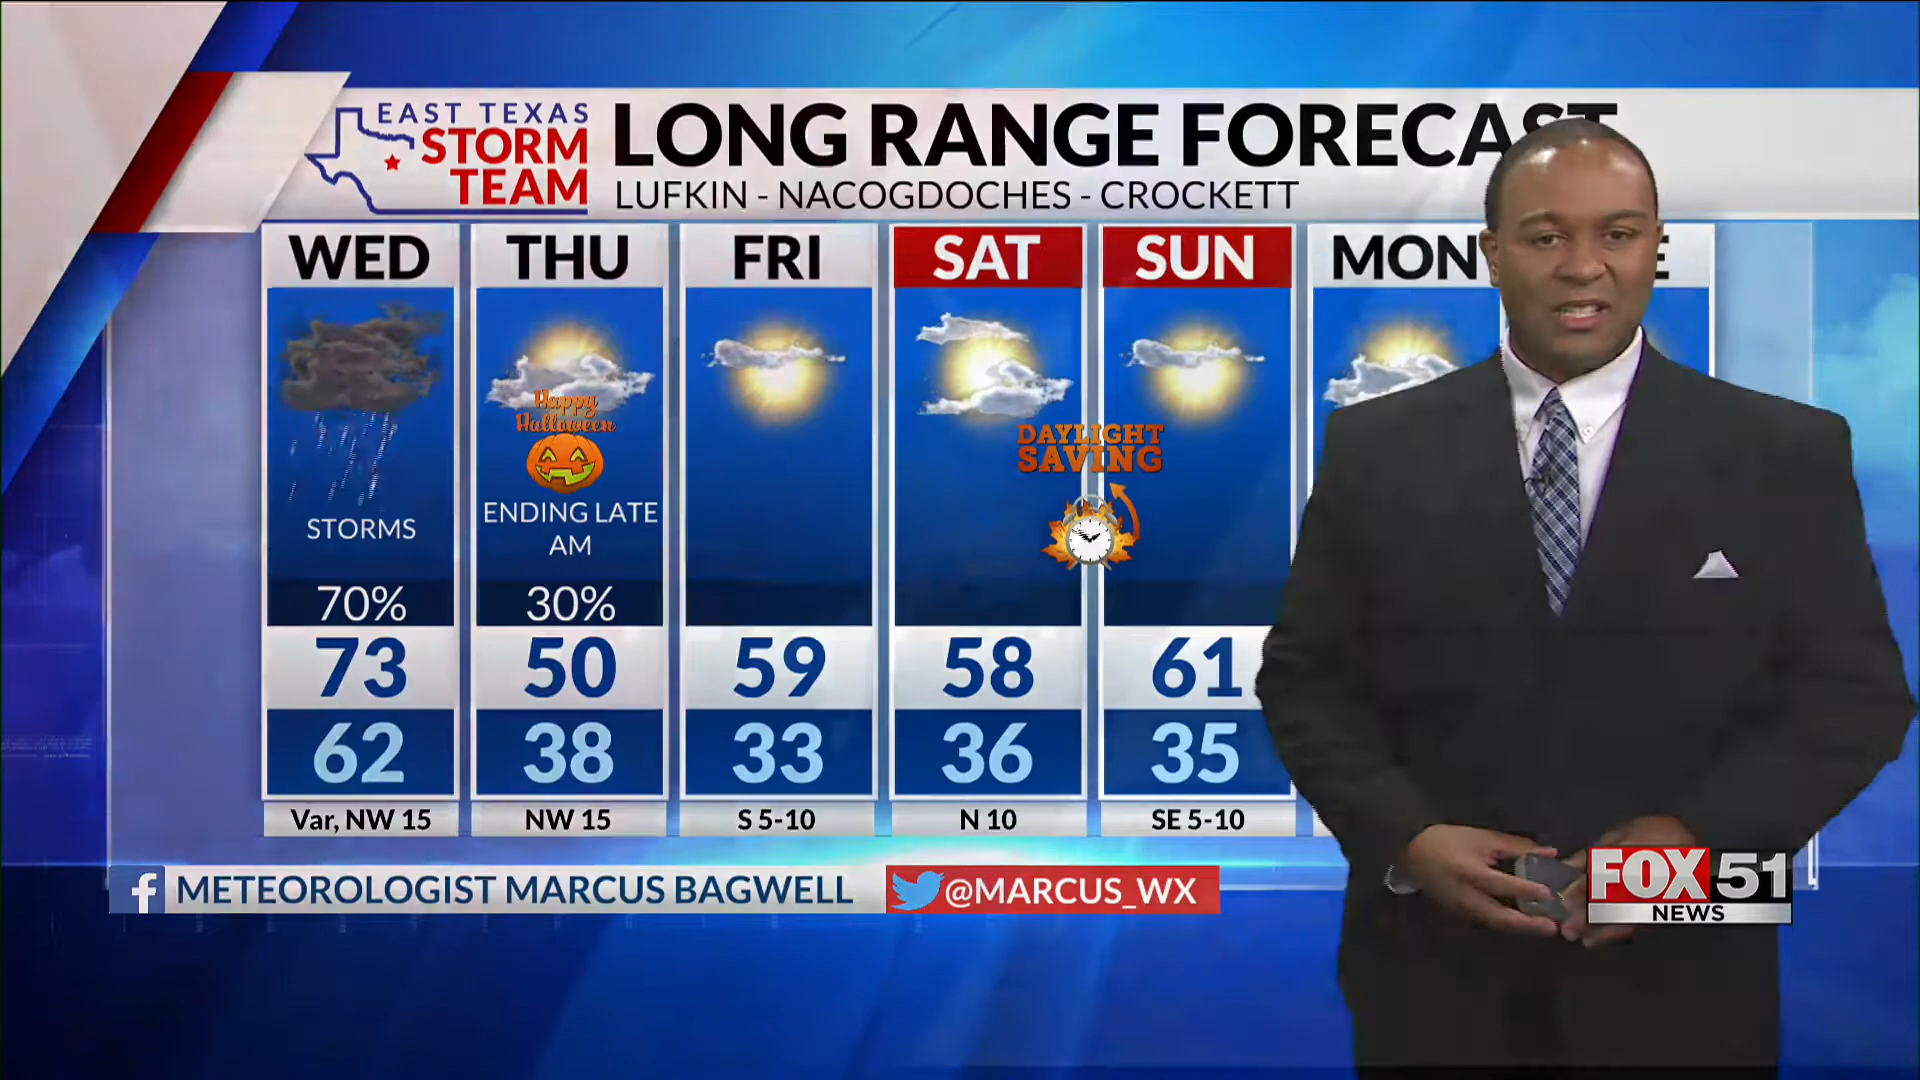 EAST TEXAS
STORM
TEAM
LONG RANGE FORECAST
LUFKIN - NACOGDOCHES - CROCKETT
WED THU FRI SAT SUN MON
Happy
Halloween
DAYLIGHT
SAVING
STORMS
ENDING LATE
AM
70% 30%
73 50 59 58 61
62 38 33 36 35
Var, NW 15 NW 15 S 5-10 N 10 SE 5-10
f METEOROLOGIST MARCUS BAGWELL @MARCUS_WX
FOX 51
NEWS